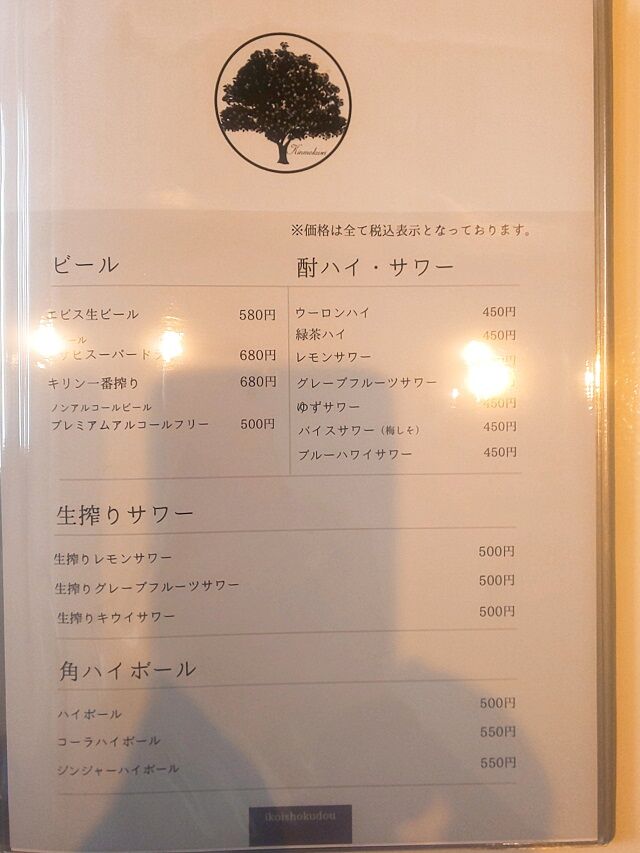 Kinmokusei
※価格は全て税込表示となっております。
ビール
エビス生ビール 580円
スーパード 680円
キリン一番搾り 680円
ノンアルコールビール
プレミアムアルコールフリー 500円
酎ハイ・サワー
ウーロンハイ 450円
緑茶ハイ 450円
レモンサワー
グレープフルーツサワー
ゆずサワー 450円
バイスサワー（梅しそ） 450円
ブルーハワイサワー 450円
生搾りサワー
生搾りレモンサワー 500円
生搾りグレープフルーツサワー 500円
生搾りキウイサワー 500円
角ハイボール
ハイボール 500円
コーラハイボール 550円
ジンジャーハイボール 550円
ikoishokudou